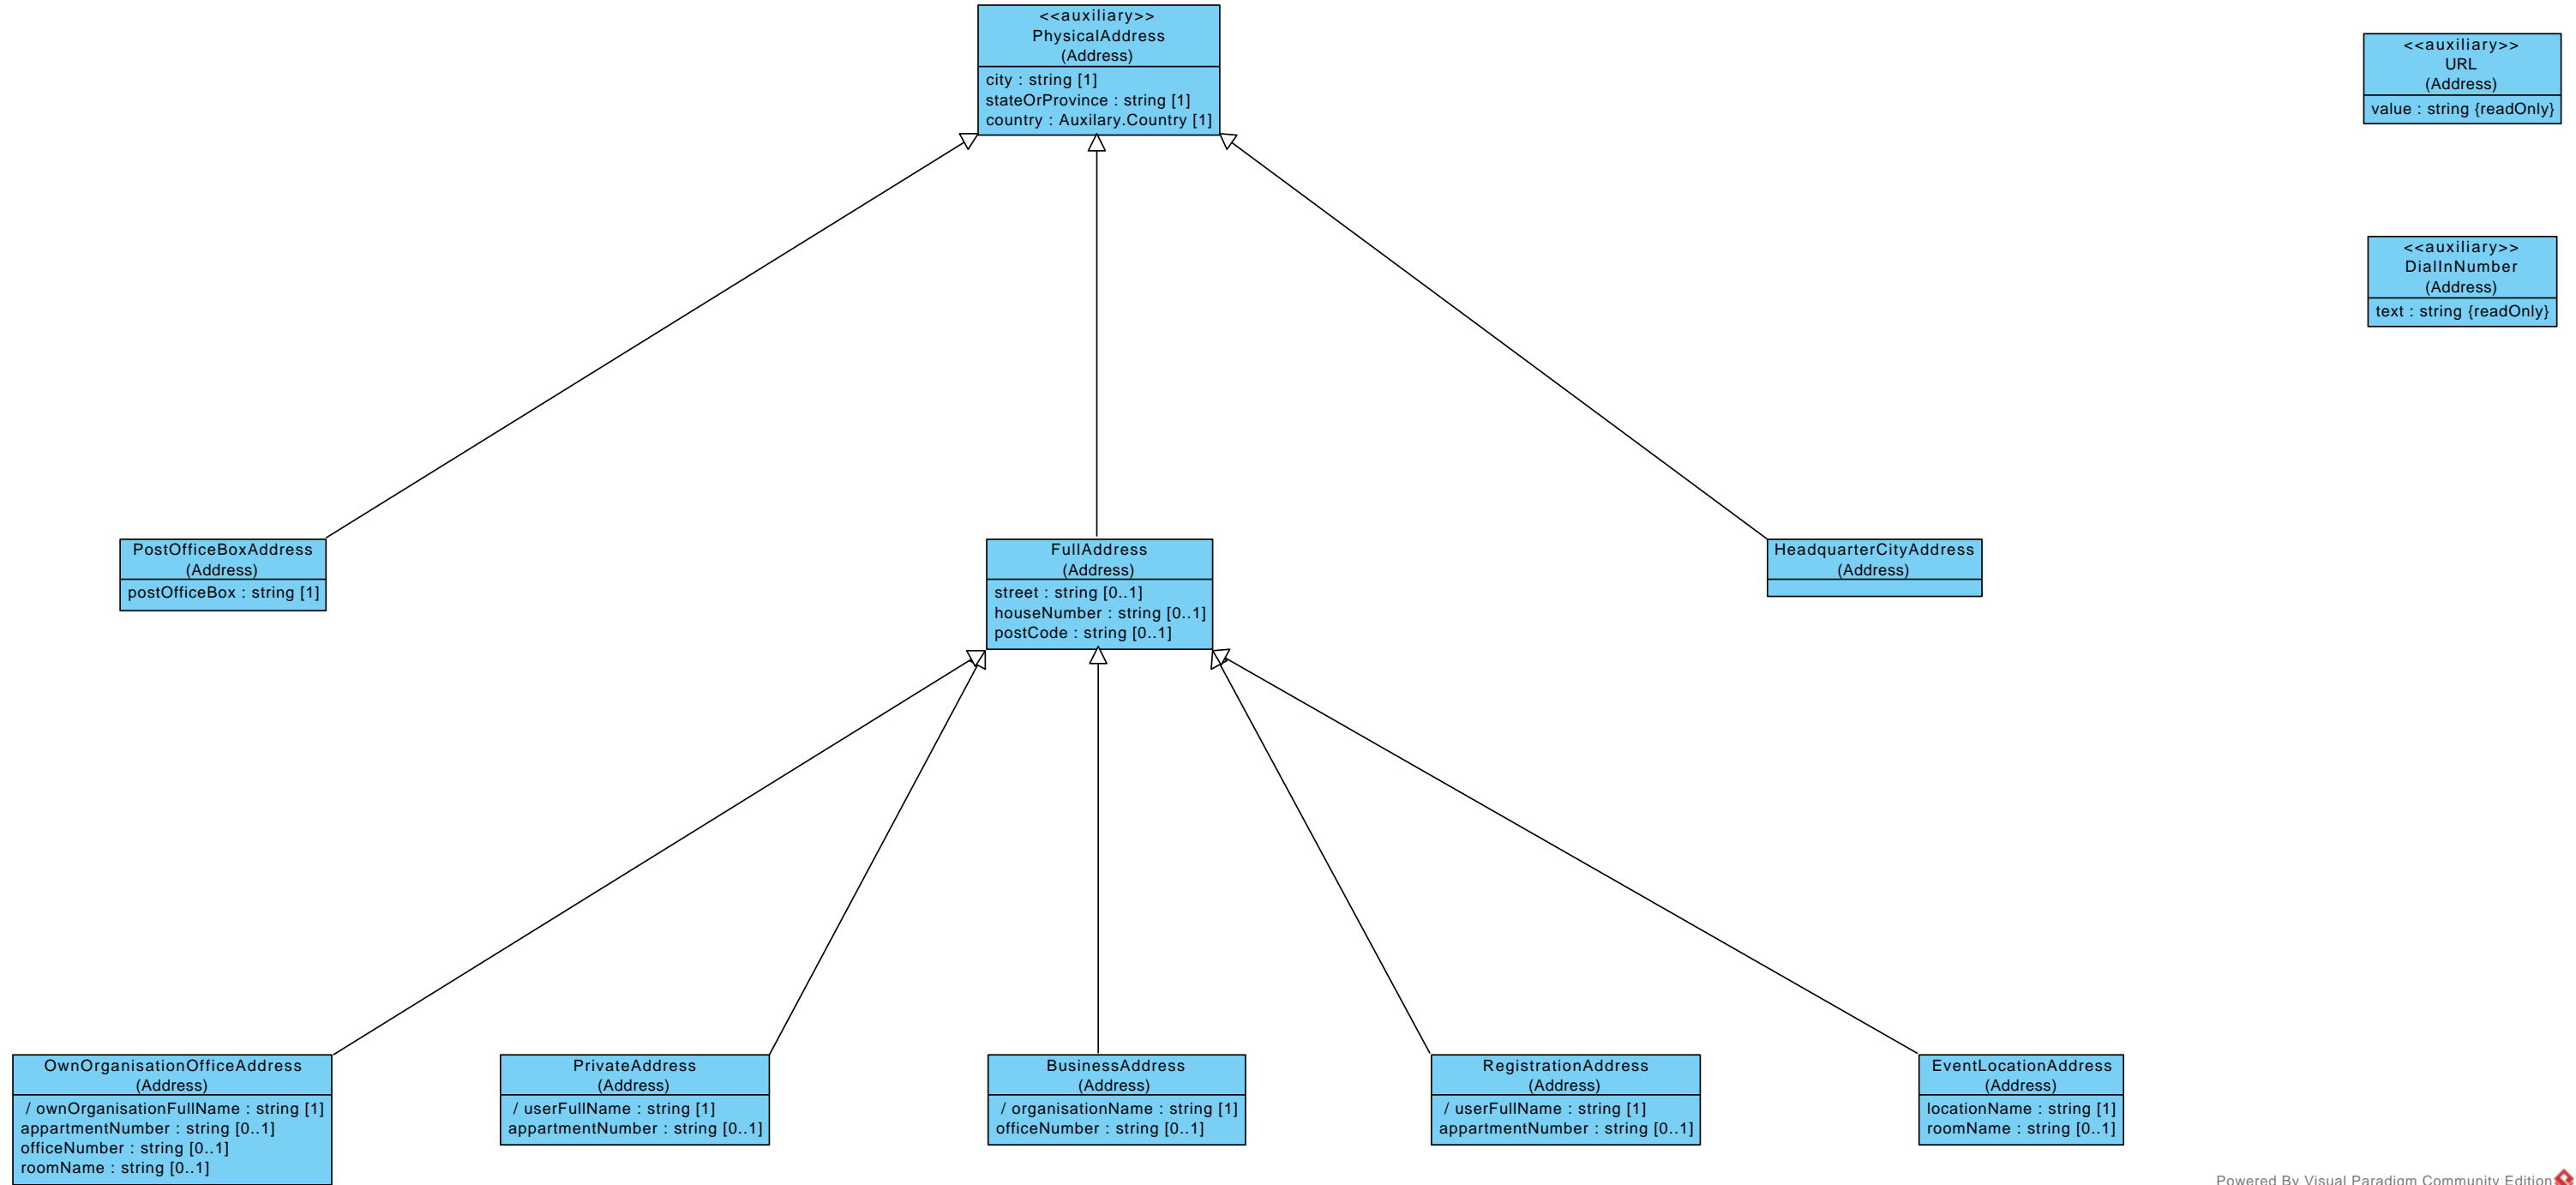 <<auxiliary>>
PhysicalAddress
(Address)
city : string [1]
stateOrProvince : string [1]
country : Auxilary.Country [1]
<<auxiliary>>
URL
(Address)
value : string {readOnly}
<<auxiliary>>
DialInNumber
(Address)
text : string {readOnly}
PostOfficeBoxAddress
(Address)
postOfficeBox : string [1]
FullAddress
(Address)
street : string [0..1]
houseNumber : string [0..1]
postCode : string [0..1]
HeadquarterCityAddress
(Address)
OwnOrganisationOfficeAddress
(Address)
/ ownOrganisationFullName : string [1]
appartmentNumber : string [0..1]
officeNumber : string [0..1]
roomName : string [0..1]
PrivateAddress
(Address)
/ userFullName : string [1]
appartmentNumber : string [0..1]
BusinessAddress
(Address)
/ organisationName : string [1]
officeNumber : string [0..1]
RegistrationAddress
(Address)
/ userFullName : string [1]
appartmentNumber : string [0..1]
EventLocationAddress
(Address)
locationName : string [1]
roomName : string [0..1]
Powered By Visual Paradigm Community Edition